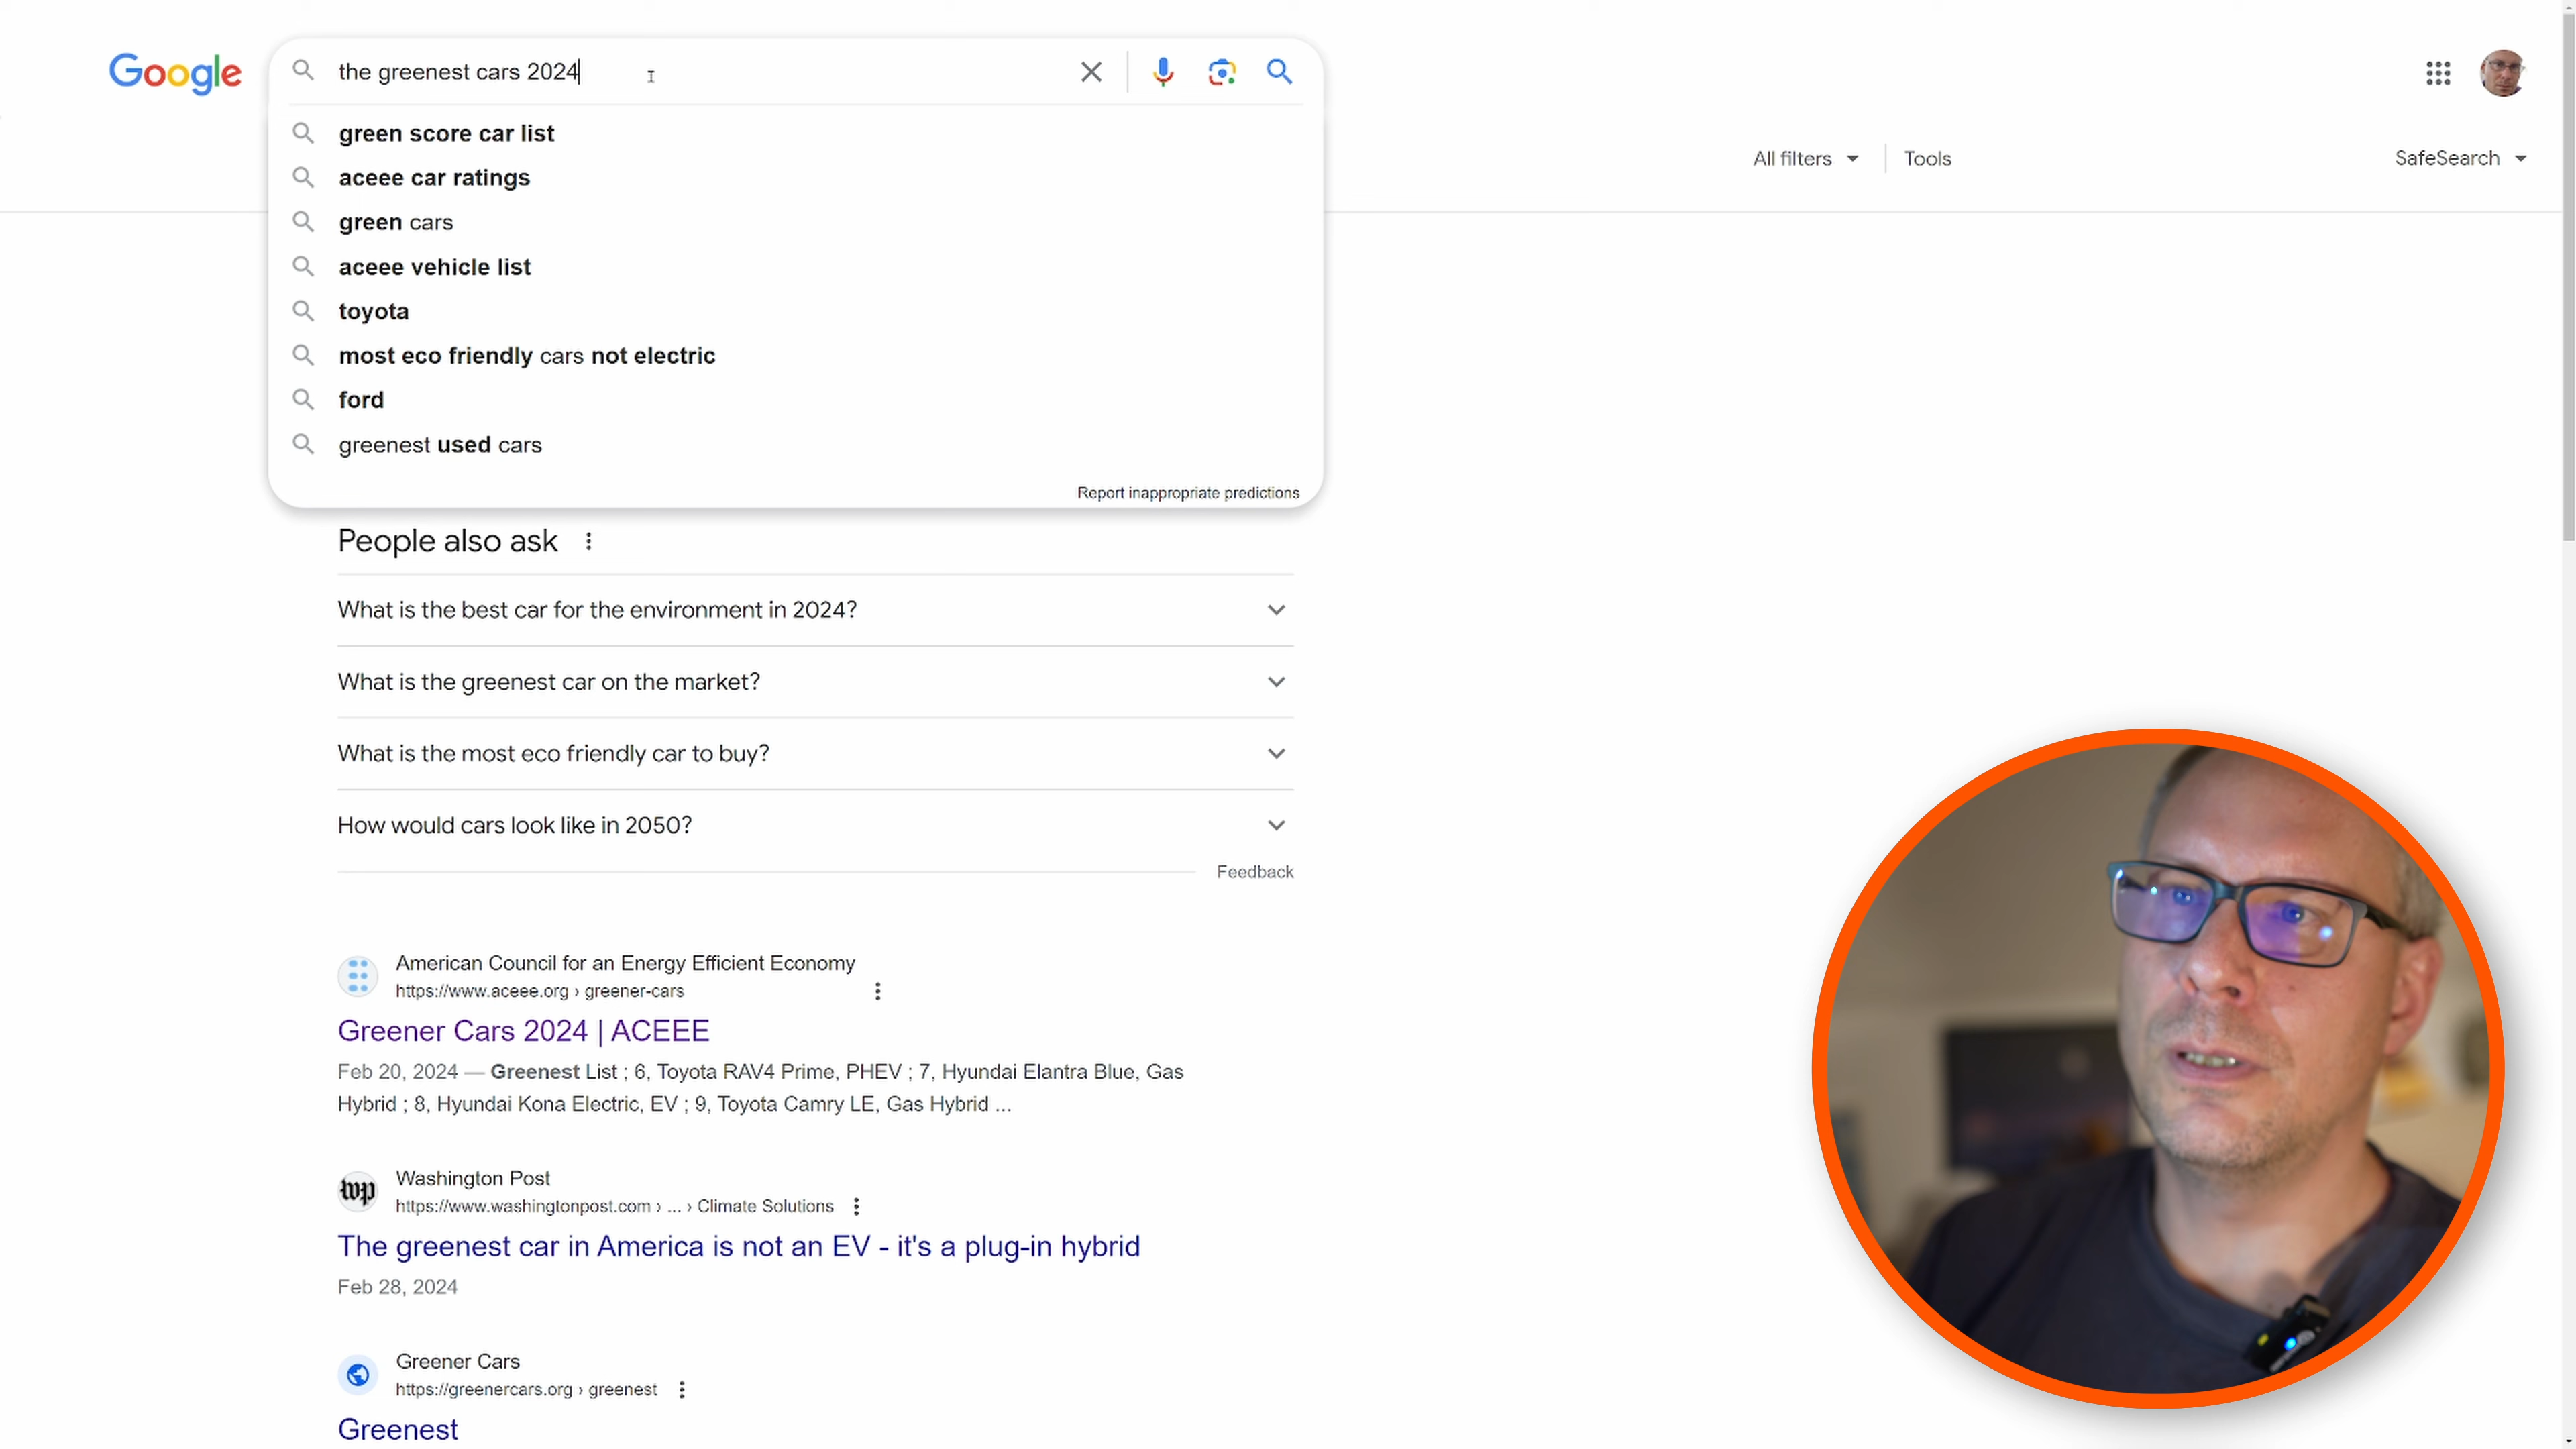 Google
the greenest cars 2024
green score car list
aceee car ratings
green cars
aceee vehicle list
toyota
most eco friendly cars not electric
ford
greenest used cars
Report inappropriate predictions
All filters
Tools
SafeSearch
People also ask
What is the best car for the environment in 2024?
What is the greenest car on the market?
What is the most eco friendly car to buy?
How would cars look like in 2050?
Feedback
American Council for an Energy Efficient Economy
https://www.aceee.org › greener-cars
Greener Cars 2024 | ACEEE
Feb 20, 2024 — Greenest List ; 6, Toyota RAV4 Prime, PHEV ; 7, Hyundai Elantra Blue, Gas
Hybrid ; 8, Hyundai Kona Electric, EV ; 9, Toyota Camry LE, Gas Hybrid ...
wp
Washington Post
https://www.washingtonpost.com › ... › Climate Solutions
The greenest car in America is not an EV - it's a plug-in hybrid
Feb 28, 2024
Greener Cars
https://greenercars.org › greenest
Greenest